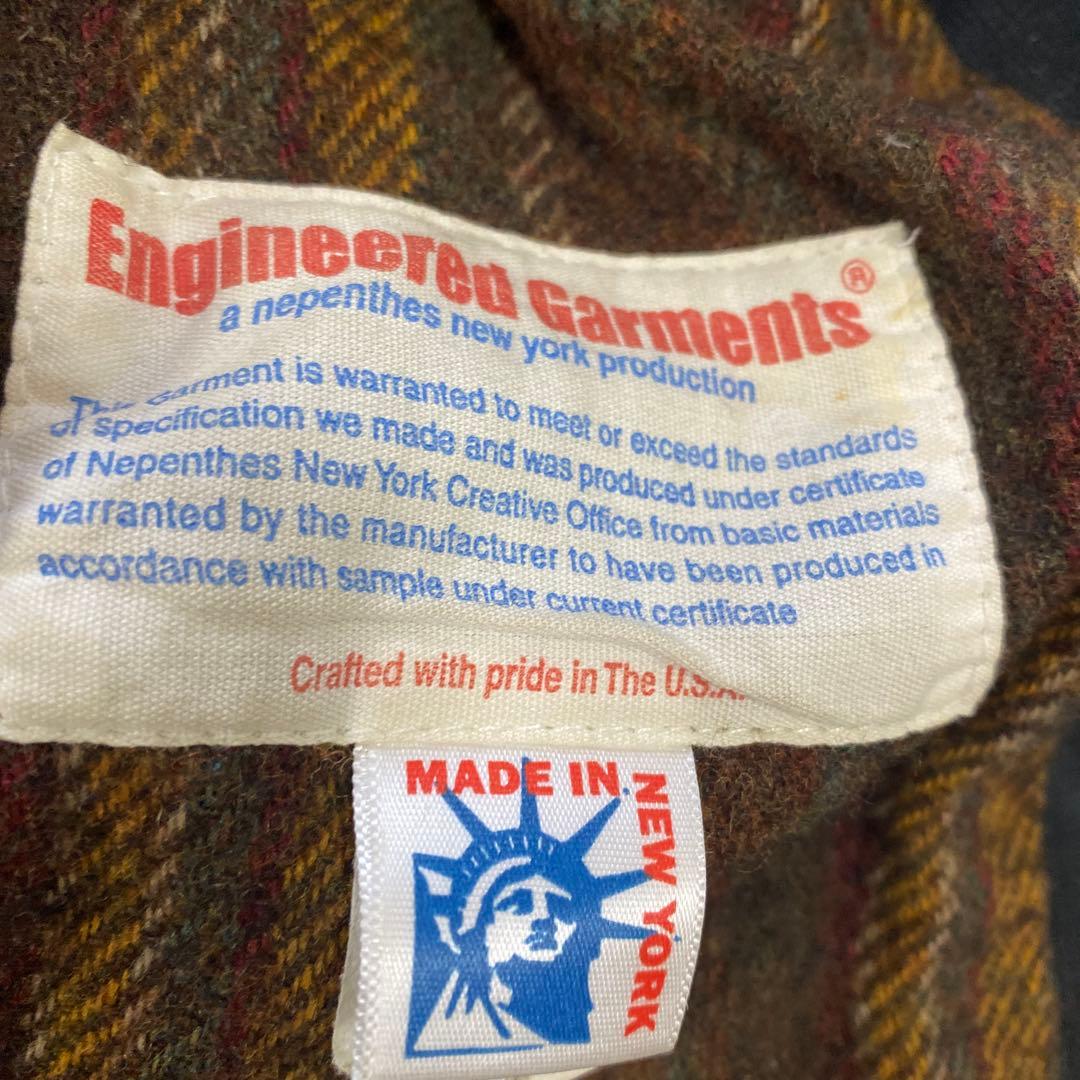 Engineered Garments®
a nepenthes new york production
This Garment is warranted to meet or exceed the standards
of specification we made and was produced under certificate
of Nepenthes New York Creative Office from basic materials
warranted by the manufacturer to have been produced in
accordance with sample under current certificate
Crafted with pride in The U.S.A.
MADE IN
NEW YORK